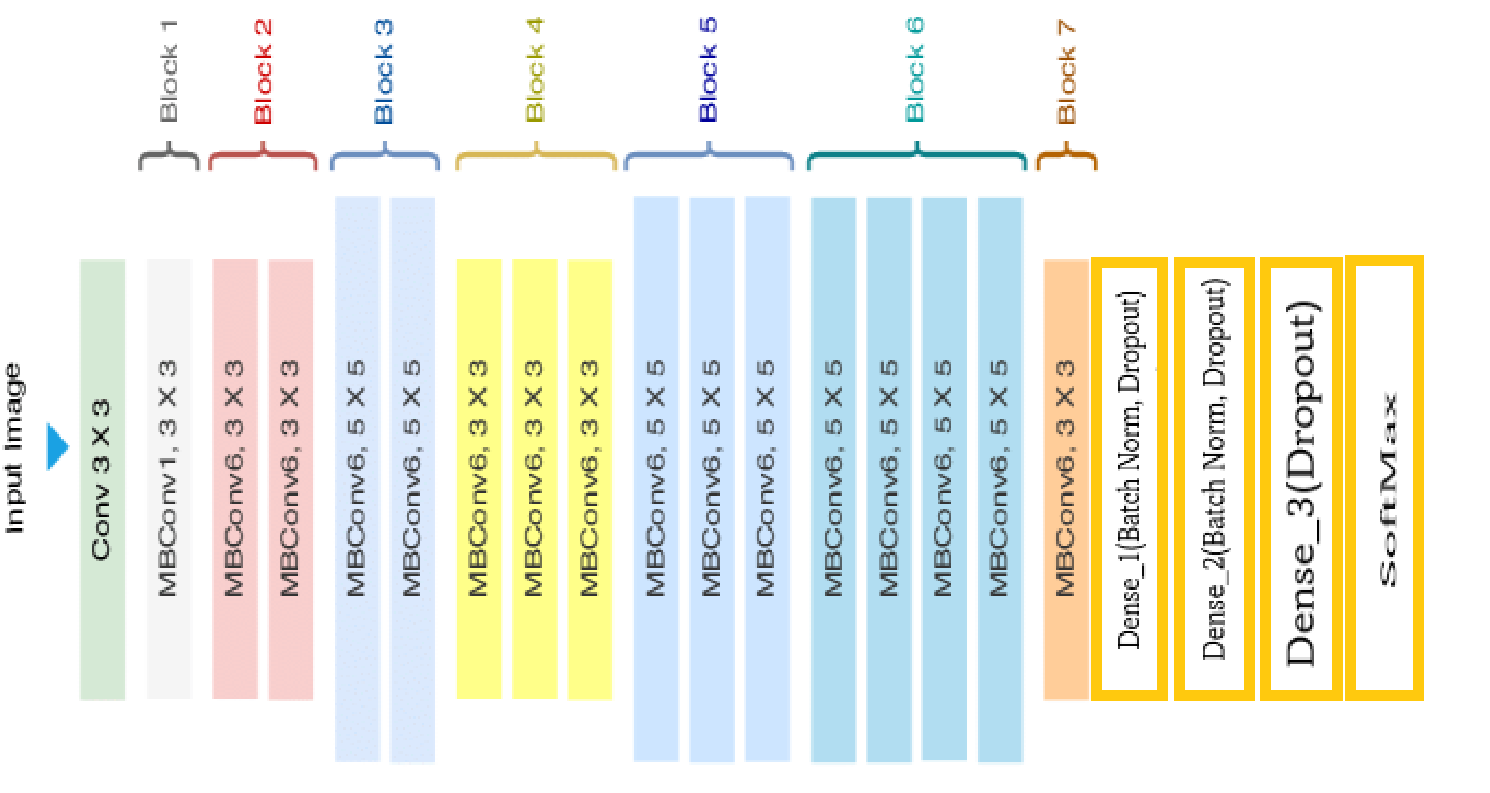 Input Image
Conv 3 X 3
Block 1
MBConv1, 3 X 3
Block 2
MBConv6, 3 X 3
MBConv6, 3 X 3
Block 3
MBConv6, 5 X 5
MBConv6, 5 X 5
Block 4
MBConv6, 3 X 3
MBConv6, 3 X 3
MBConv6, 3 X 3
Block 5
MBConv6, 5 X 5
MBConv6, 5 X 5
MBConv6, 5 X 5
Block 6
MBConv6, 5 X 5
MBConv6, 5 X 5
MBConv6, 5 X 5
MBConv6, 5 X 5
Block 7
MBConv6, 3 X 3
Dense_1(Batch Norm, Dropout)
Dense_2(Batch Norm, Dropout)
Dense_3(Dropout)
SoftMax